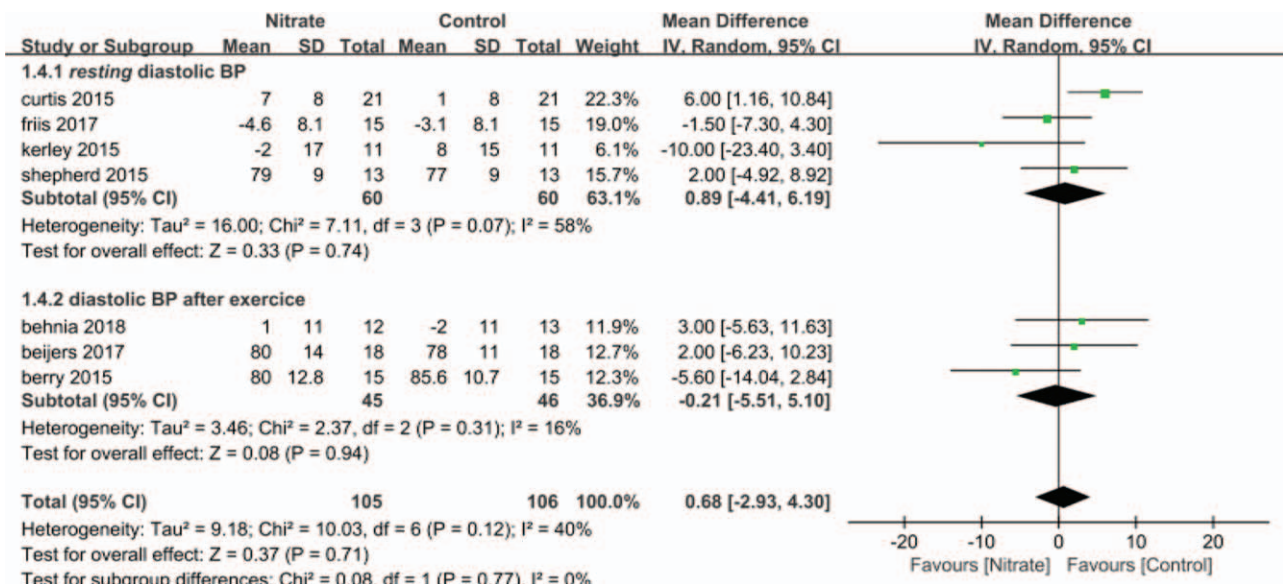 Nitrate Control Mean Difference Mean Difference
Study or Subgroup Mean SD Total Mean SD Total Weight IV, Random, 95% CI IV, Random, 95% CI
1.4.1 resting diastolic BP
curtis 2015 7 8 21 1 8 21 22.3% 6.00 [1.16, 10.84]
friis 2017 -4.6 8.1 15 -3.1 8.1 15 19.0% -1.50 [-7.30, 4.30]
kerley 2015 -2 17 11 8 15 11 6.1% -10.00 [-23.40, 3.40]
shepherd 2015 79 9 13 77 9 13 15.7% 2.00 [-4.92, 8.92]
Subtotal (95% CI) 60 60 63.1% 0.89 [-4.41, 6.19]
Heterogeneity: Tau² = 16.00; Chi² = 7.11, df = 3 (P = 0.07); I² = 58%
Test for overall effect: Z = 0.33 (P = 0.74)
1.4.2 diastolic BP after exercice
behnia 2018 1 11 12 -2 11 13 11.9% 3.00 [-5.63, 11.63]
beijers 2017 80 14 18 78 11 18 12.7% 2.00 [-6.23, 10.23]
berry 2015 80 12.8 15 85.6 10.7 15 12.3% -5.60 [-14.04, 2.84]
Subtotal (95% CI) 45 46 36.9% -0.21 [-5.51, 5.10]
Heterogeneity: Tau² = 3.46; Chi² = 2.37, df = 2 (P = 0.31); I² = 16%
Test for overall effect: Z = 0.08 (P = 0.94)
Total (95% CI) 105 106 100.0% 0.68 [-2.93, 4.30]
Heterogeneity: Tau² = 9.18; Chi² = 10.03, df = 6 (P = 0.12); I² = 40%
Test for overall effect: Z = 0.37 (P = 0.71)
Test for subgroup differences: Chi² = 0.08, df = 1 (P = 0.77), I² = 0%
-20 -10 0 10 20
Favours [Nitrate] Favours [Control]